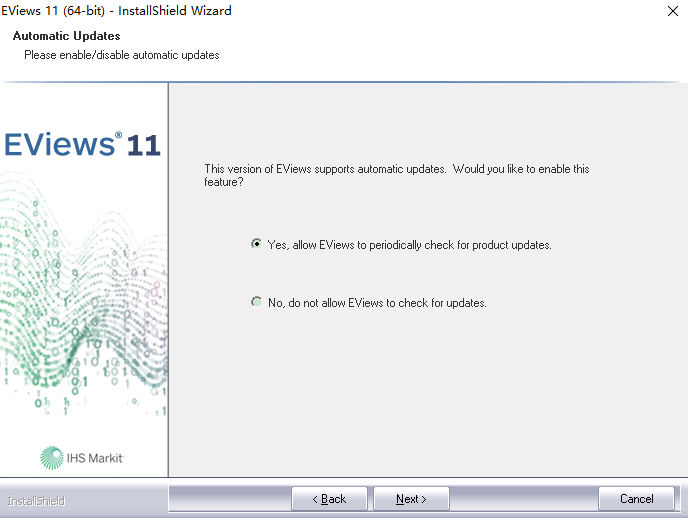 EViews 11 (64-bit) - InstallShield Wizard
Automatic Updates
Please enable/disable automatic updates
EViews® 11
This version of EViews supports automatic updates. Would you like to enable this
feature?
Yes, allow EViews to periodically check for product updates.
No, do not allow EViews to check for updates.
IHS Markit
InstallShield
< Back
Next >
Cancel